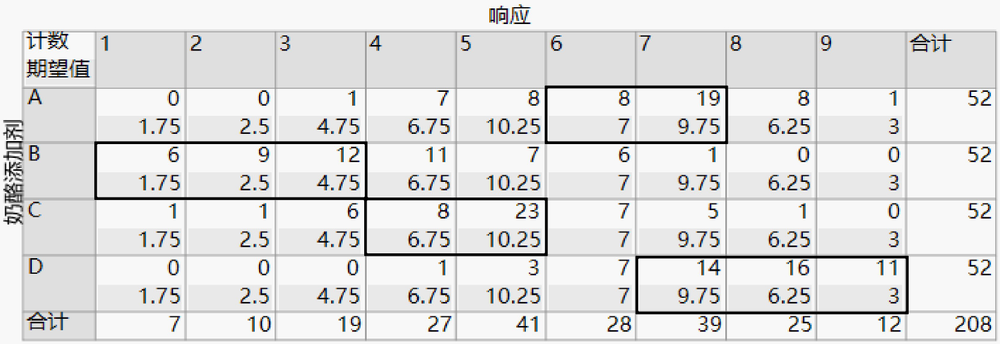 响应
计数 1 2 3 4 5 6 7 8 9 合计
期望值
奶酪添加剂
A 0 0 1 7 8 8 19 8 1 52
1.75 2.5 4.75 6.75 10.25 7 9.75 6.25 3
B 6 9 12 11 7 6 1 0 0 52
1.75 2.5 4.75 6.75 10.25 7 9.75 6.25 3
C 1 1 6 8 23 7 5 1 0 52
1.75 2.5 4.75 6.75 10.25 7 9.75 6.25 3
D 0 0 0 1 3 7 14 16 11 52
1.75 2.5 4.75 6.75 10.25 7 9.75 6.25 3
合计 7 10 19 27 41 28 39 25 12 208